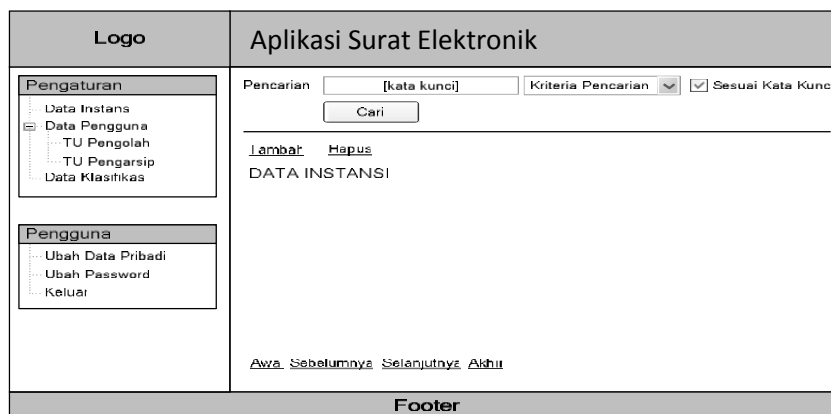 Logo
Aplikasi Surat Elektronik
Pengaturan
Data Instans
Data Pengguna
TU Pengolah
TU Pengarsip
Data Klasifikas
Pengguna
Ubah Data Pribadi
Ubah Password
Keluar
Pencarian [kata kunci] Kriteria Pencarian Sesuai Kata Kunc
Cari
Tambah Hapus
DATA INSTANSI
Awa Sebelumnya Selanjutnya Akhir
Footer